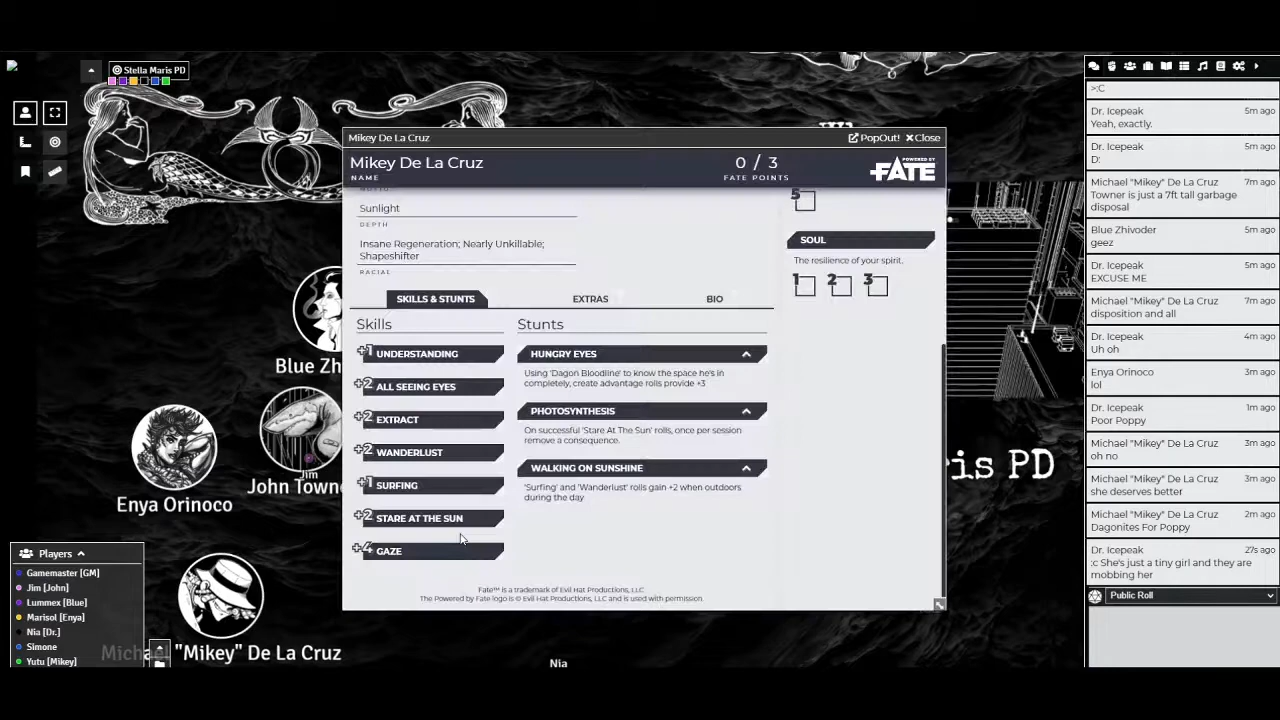 Stella Maris PD
Mikey De La Cruz
PopOut!
Close
Mikey De La Cruz
NAME
0 / 3
FATE POINTS
POWERED BY
FATE
Sunlight
DEPTH
Insane Regeneration; Nearly Unkillable;
Shapeshifter
RACIAL
5
SOUL
The resilience of your spirit.
1 2 3
SKILLS & STUNTS
EXTRAS
BIO
Skills
+1 UNDERSTANDING
+2 ALL SEEING EYES
+2 EXTRACT
+2 WANDERLUST
+1 SURFING
+2 STARE AT THE SUN
+4 GAZE
Stunts
HUNGRY EYES
Using 'Dagon Bloodline' to know the space he's in
completely, create advantage rolls provide +3
PHOTOSYNTHESIS
On successful 'Stare At The Sun' rolls, once per session
remove a consequence.
WALKING ON SUNSHINE
'Surfing' and 'Wanderlust' rolls gain +2 when outdoors
during the day
Fate™ is a trademark of Evil Hat Productions, LLC
The Powered by Fate logo is © Evil Hat Productions, LLC and is used with permission.
Blue Zh
Jim
John Town
Enya Orinoco
Michael "Mikey" De La Cruz
Nia
ris PD
Players
Gamemaster [GM]
Jim [John]
Lummex [Blue]
Marisol [Enya]
Nia [Dr.]
Simone
Yutu [Mikey]
>:C
Dr. Icepeak 5m ago
Yeah, exactly.
Dr. Icepeak 5m ago
D:
Michael "Mikey" De La Cruz 7m ago
Towner is just a 7ft tall garbage
disposal
Blue Zhivoder 5m ago
geez
Dr. Icepeak 5m ago
EXCUSE ME
Michael "Mikey" De La Cruz 7m ago
disposition and all
Dr. Icepeak 4m ago
Uh oh
Enya Orinoco 3m ago
lol
Dr. Icepeak 1m ago
Poor Poppy
Michael "Mikey" De La Cruz 3m ago
oh no
Michael "Mikey" De La Cruz 3m ago
she deserves better
Michael "Mikey" De La Cruz 2m ago
Dagonites For Poppy
Dr. Icepeak 27s ago
:c She's just a tiny girl and they are
mobbing her
Public Roll